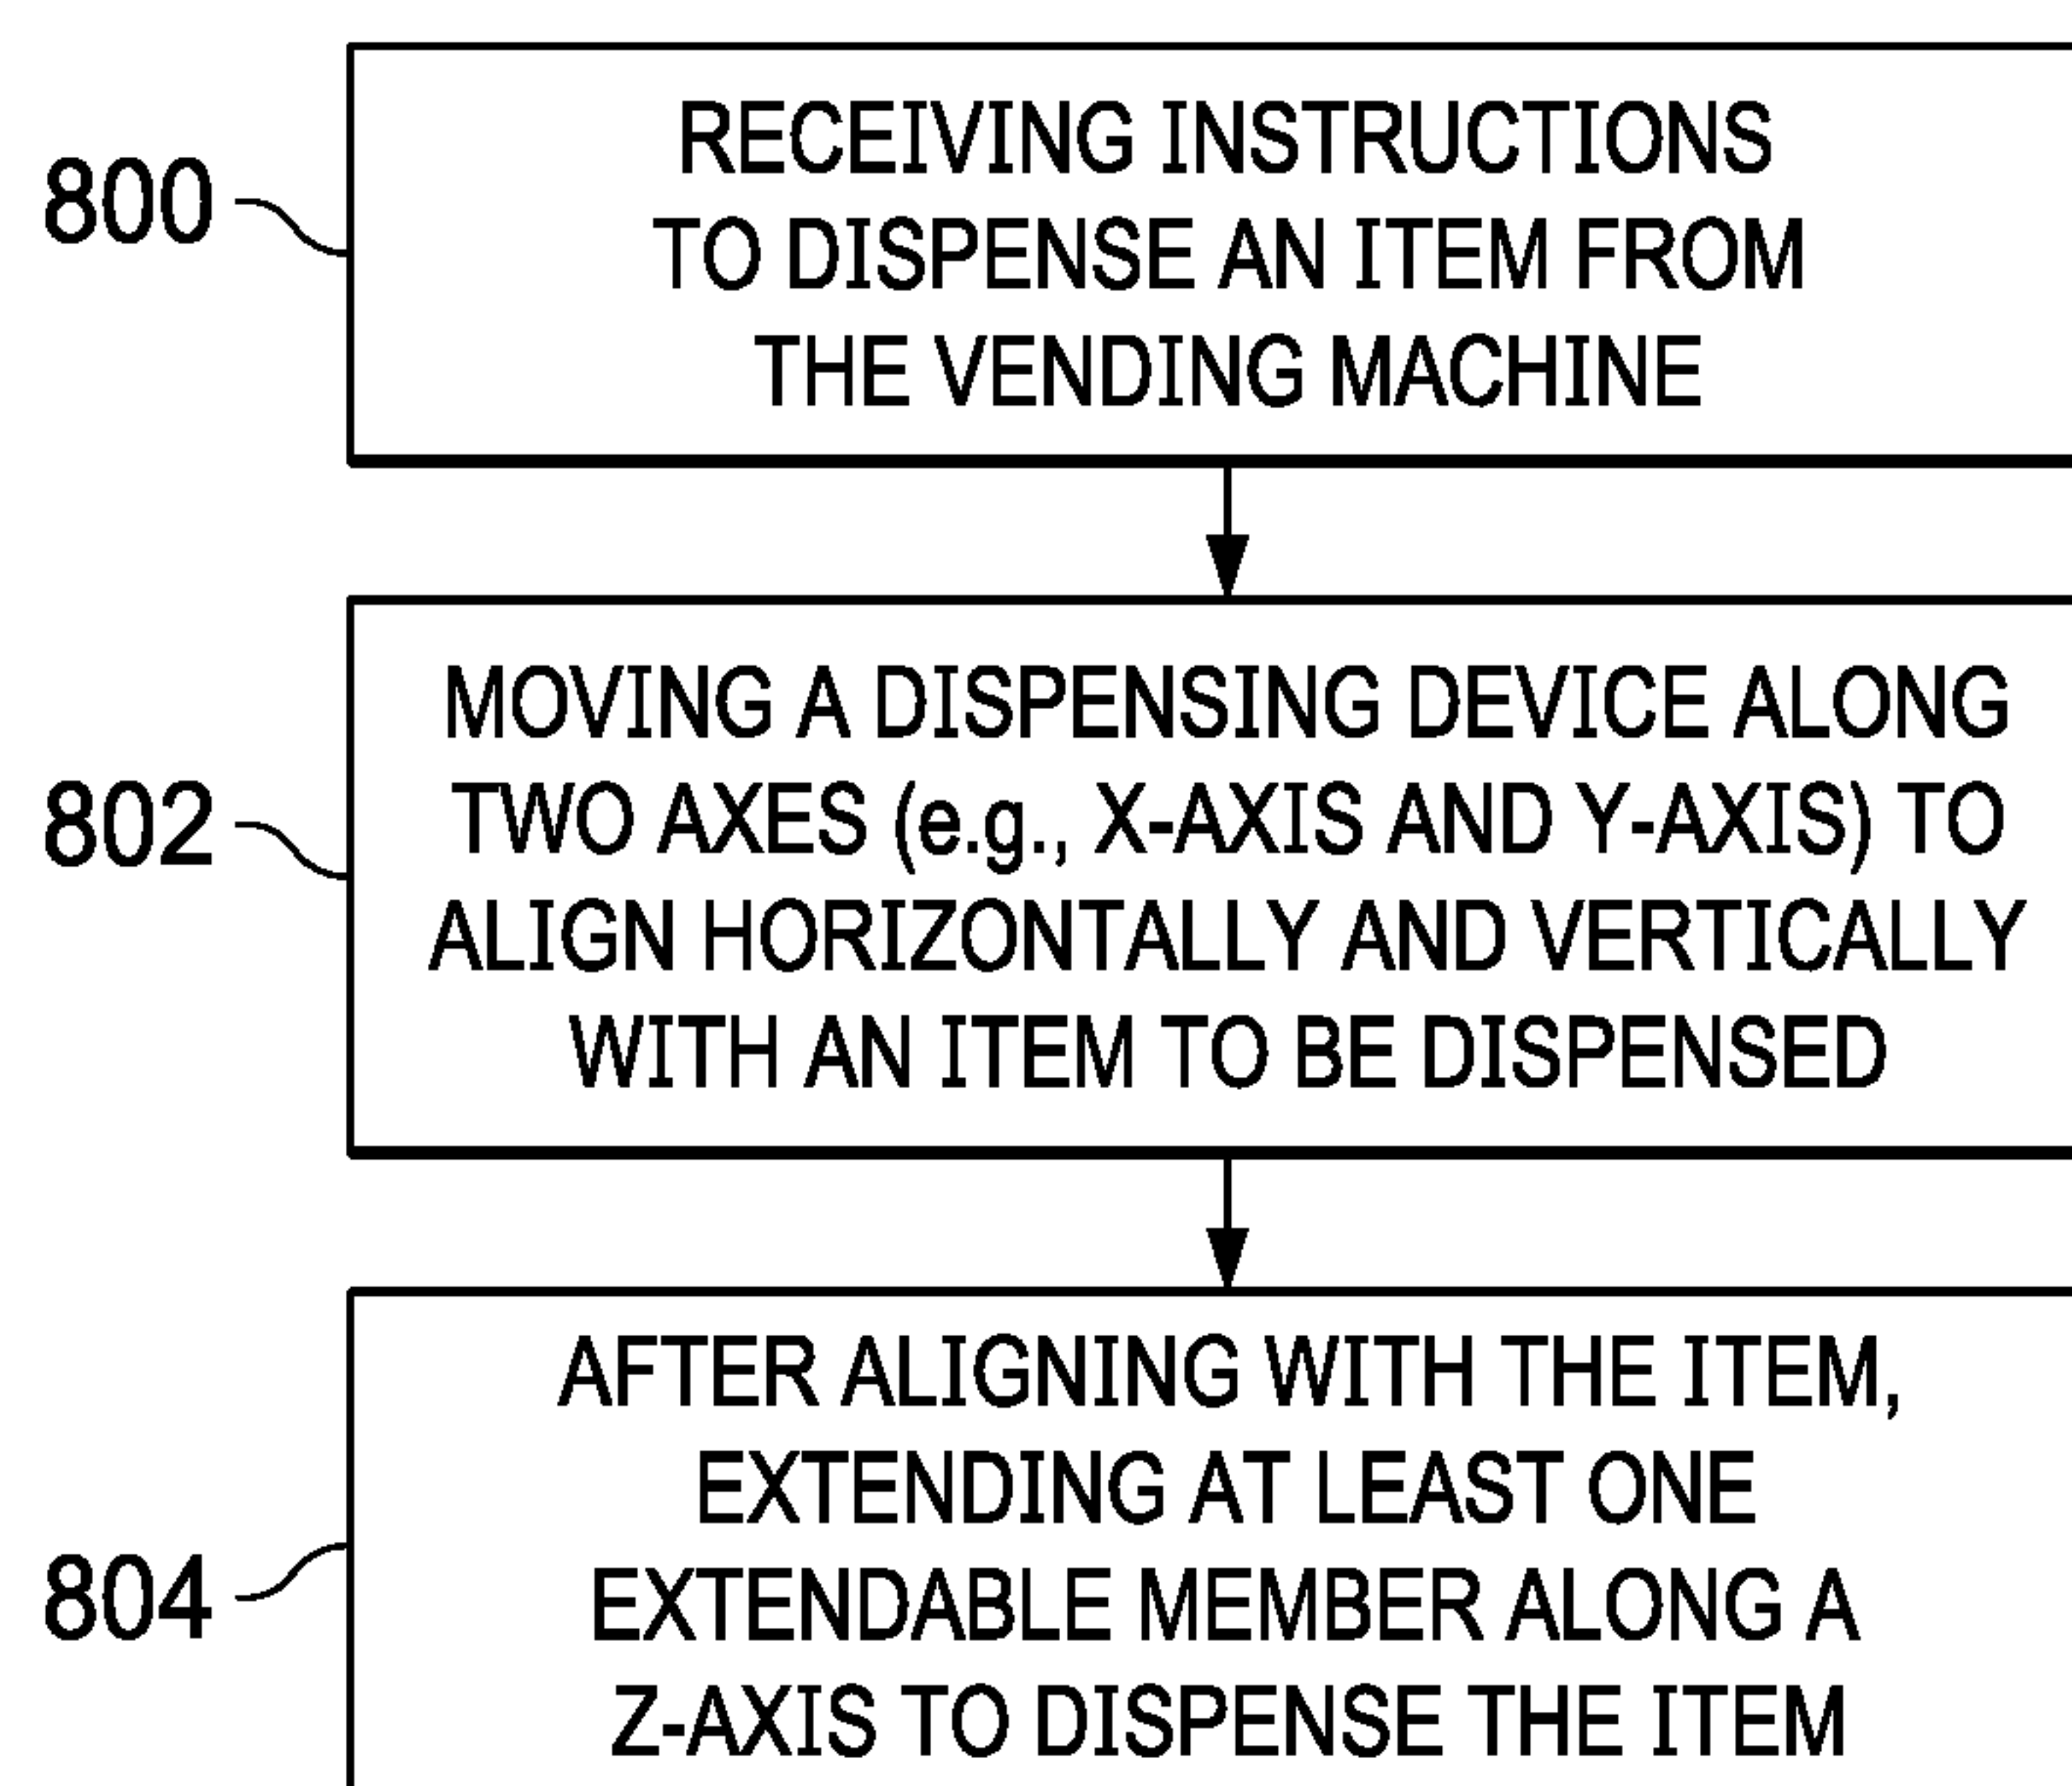 800
RECEIVING INSTRUCTIONS
TO DISPENSE AN ITEM FROM
THE VENDING MACHINE
802
MOVING A DISPENSING DEVICE ALONG
TWO AXES (e.g., X-AXIS AND Y-AXIS) TO
ALIGN HORIZONTALLY AND VERTICALLY
WITH AN ITEM TO BE DISPENSED
804
AFTER ALIGNING WITH THE ITEM,
EXTENDING AT LEAST ONE
EXTENDABLE MEMBER ALONG A
Z-AXIS TO DISPENSE THE ITEM